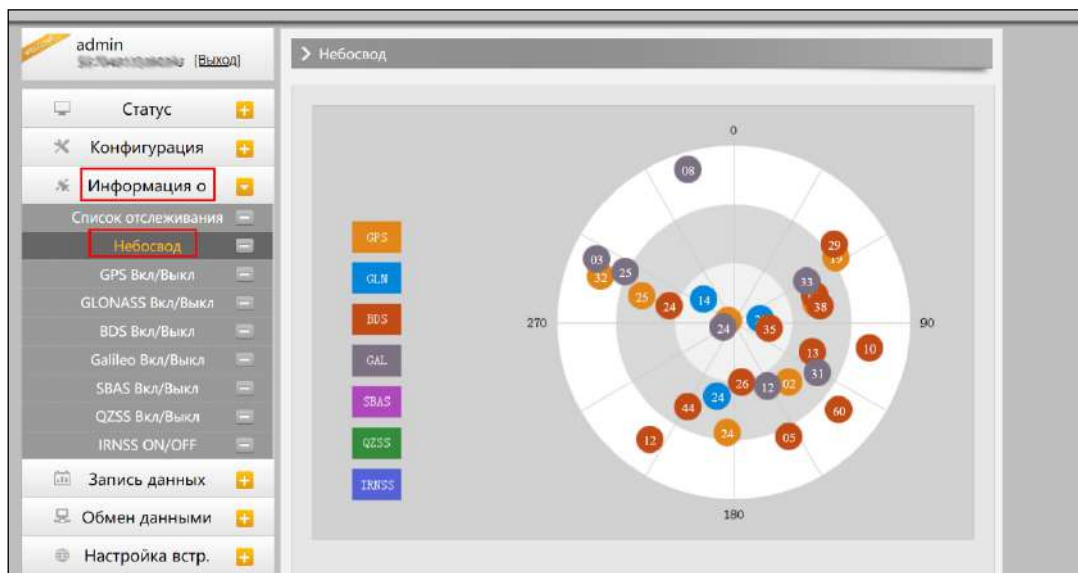 admin
[Выход]
Статус
Конфигурация
Информация о
Список отслеживания
Небосвод
GPS Вкл/Выкл
GLONASS Вкл/Выкл
BDS Вкл/Выкл
Galileo Вкл/Выкл
SBAS Вкл/Выкл
QZSS Вкл/Выкл
IRNSS ON/OFF
Запись данных
Обмен данными
Настройка встр.
Небосвод
GPS
GLN
BDS
GAL
SBAS
QZSS
IRNSS
0
08
29
19
03
32
25
33
25
24
14
38
270
24
35
90
13
10
31
26
12
02
24
44
60
24
05
12
180